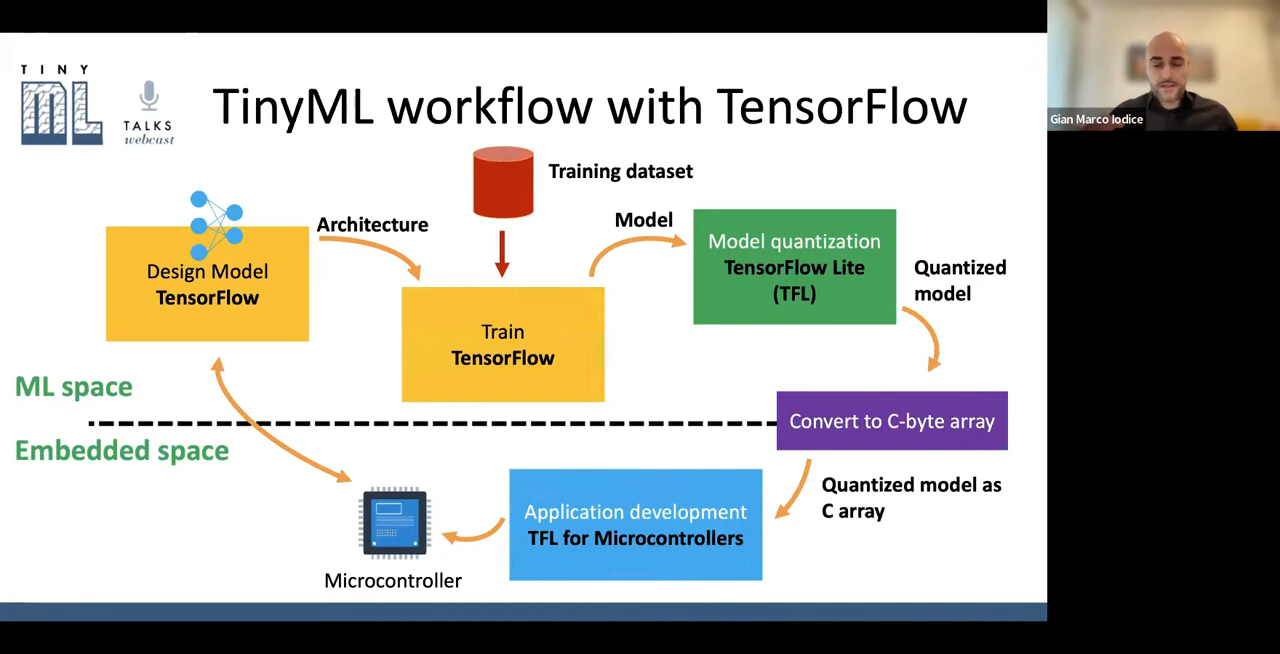 TINY
ML
TALKS
webcast
TinyML workflow with TensorFlow
Gian Marco Iodice
Training dataset
Architecture
Model
Design Model
TensorFlow
Train
TensorFlow
Model quantization
TensorFlow Lite
(TFL)
Quantized
model
ML space
Convert to C-byte array
Embedded space
Quantized model as
C array
Application development
TFL for Microcontrollers
Microcontroller